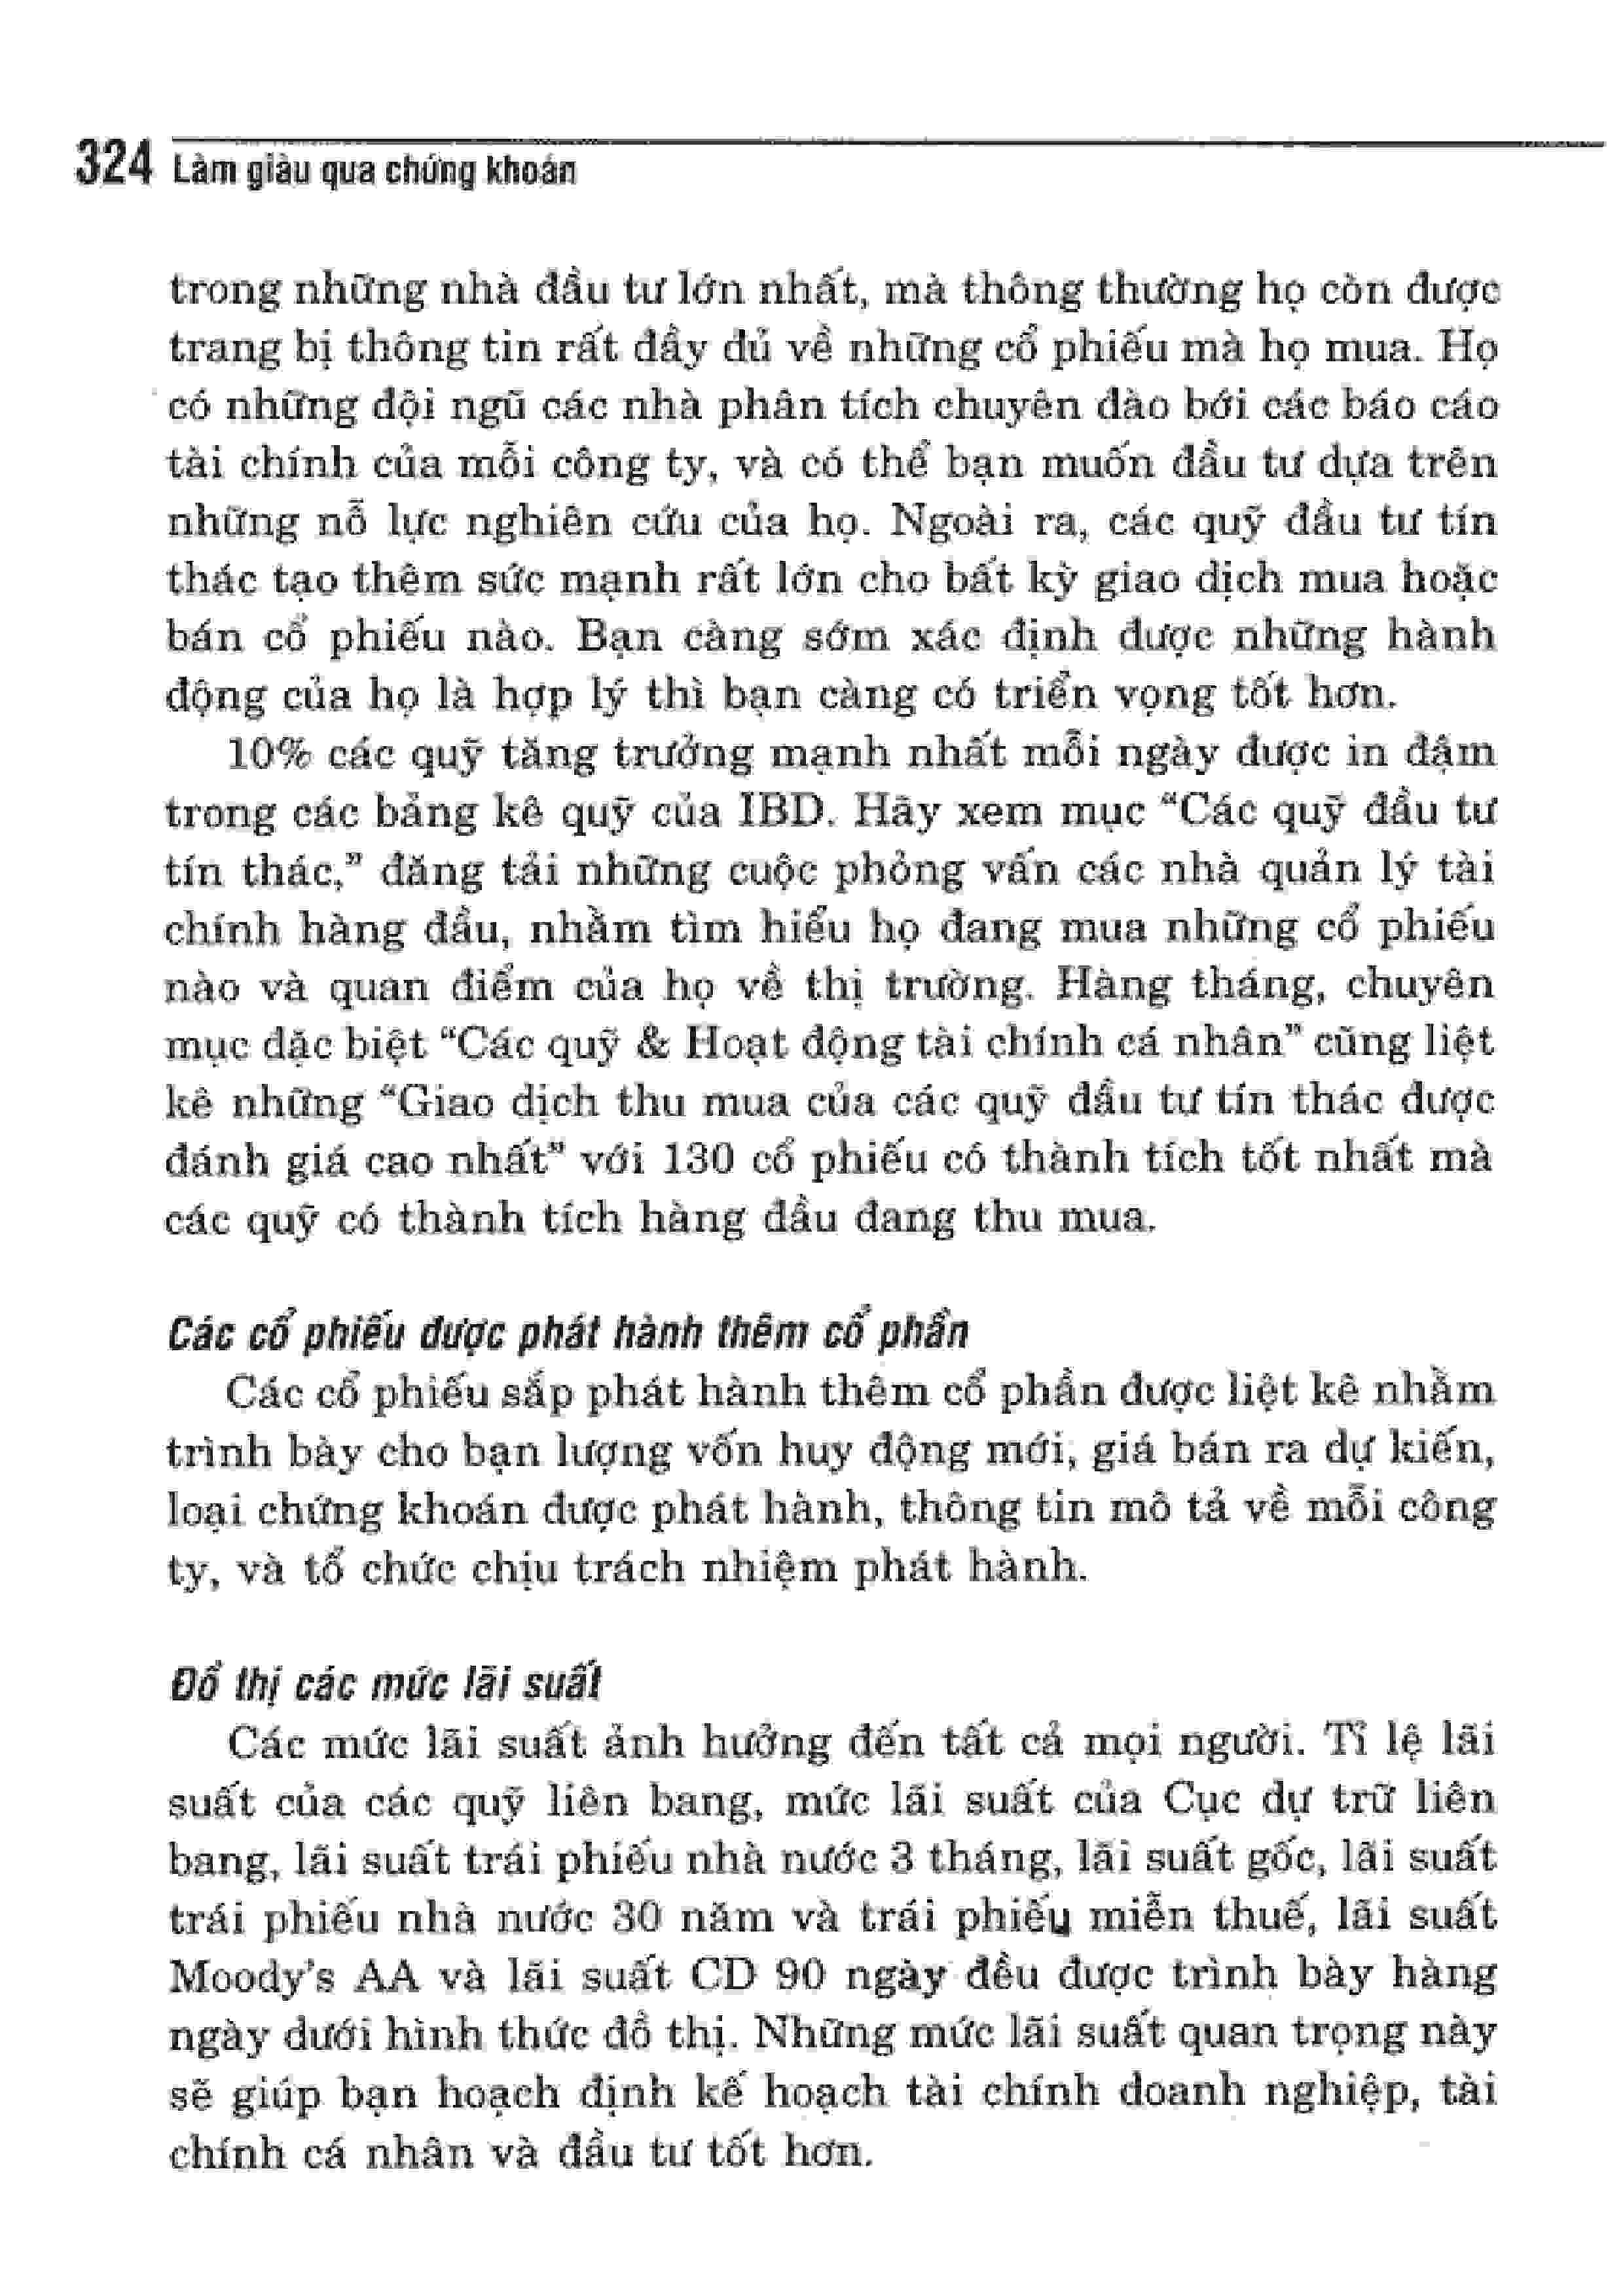 324 Làm giàu qua chứng khoán
trong những nhà đầu tư lớn nhất, mà thông thường họ còn được
trang bị thông tin rất đầy đủ về những cổ phiếu mà họ mua. Họ
có những đội ngũ các nhà phân tích chuyên đào bới các báo cáo
tài chính của mỗi công ty, và có thể bạn muốn đầu tư dựa trên
những nỗ lực nghiên cứu của họ. Ngoài ra, các quỹ đầu tư tín
thác tạo thêm sức mạnh rất lớn cho bất kỳ giao dịch mua hoặc
bán cổ phiếu nào. Bạn càng sớm xác định được những hành
động của họ là hợp lý thì bạn càng có triển vọng tốt hơn.
10% các quỹ tăng trưởng mạnh nhất mỗi ngày được in đậm
trong các bảng kê quỹ của IBD. Hãy xem mục “Các quỹ đầu tư
tín thác,” đăng tải những cuộc phỏng vấn các nhà quản lý tài
chính hàng đầu, nhằm tìm hiểu họ đang mua những cổ phiếu
nào và quan điểm của họ về thị trường. Hàng tháng, chuyên
mục đặc biệt “Các quỹ & Hoạt động tài chính cá nhân” cũng liệt
kê những “Giao dịch thu mua của các quỹ đầu tư tín thác được
đánh giá cao nhất” với 130 cổ phiếu có thành tích tốt nhất mà
các quỹ có thành tích hàng đầu đang thu mua.
Các cổ phiếu được phát hành thêm cổ phần
Các cổ phiếu sắp phát hành thêm cổ phần được liệt kê nhằm
trình bày cho bạn lượng vốn huy động mới, giá bán ra dự kiến,
loại chứng khoán được phát hành, thông tin mô tả về mỗi công
ty, và tổ chức chịu trách nhiệm phát hành.
Đồ thị các mức lãi suất
Các mức lãi suất ảnh hưởng đến tất cả mọi người. Tỉ lệ lãi
suất của các quỹ liên bang, mức lãi suất của Cục dự trữ liên
bang, lãi suất trái phiếu nhà nước 3 tháng, lãi suất gốc, lãi suất
trái phiếu nhà nước 30 năm và trái phiếu miễn thuế, lãi suất
Moody’s AA và lãi suất CD 90 ngày đều được trình bày hàng
ngày dưới hình thức đồ thị. Những mức lãi suất quan trọng này
sẽ giúp bạn hoạch định kế hoạch tài chính doanh nghiệp, tài
chính cá nhân và đầu tư tốt hơn.